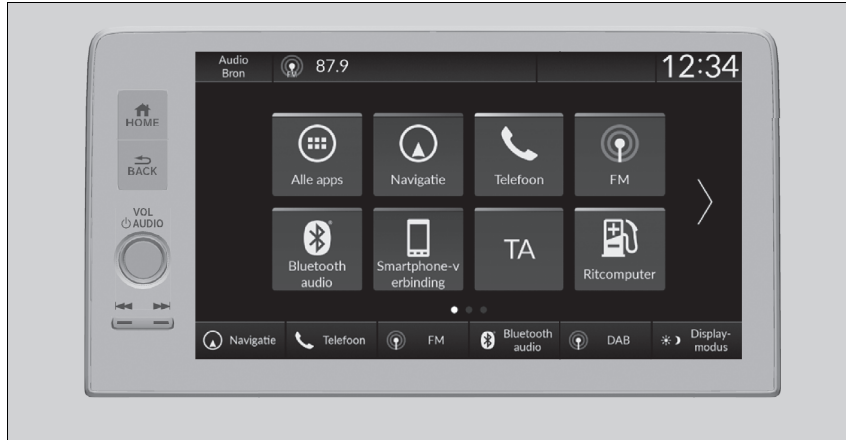 Audio
Bron
FM
87.9
12:34
HOME
BACK
VOL
AUDIO
Alle apps
Navigatie
Telefoon
FM
Bluetooth
audio
Smartphone-v
erbinding
TA
Ritcomputer
Navigatie
Telefoon
FM
Bluetooth
audio
DAB
Display-
modus